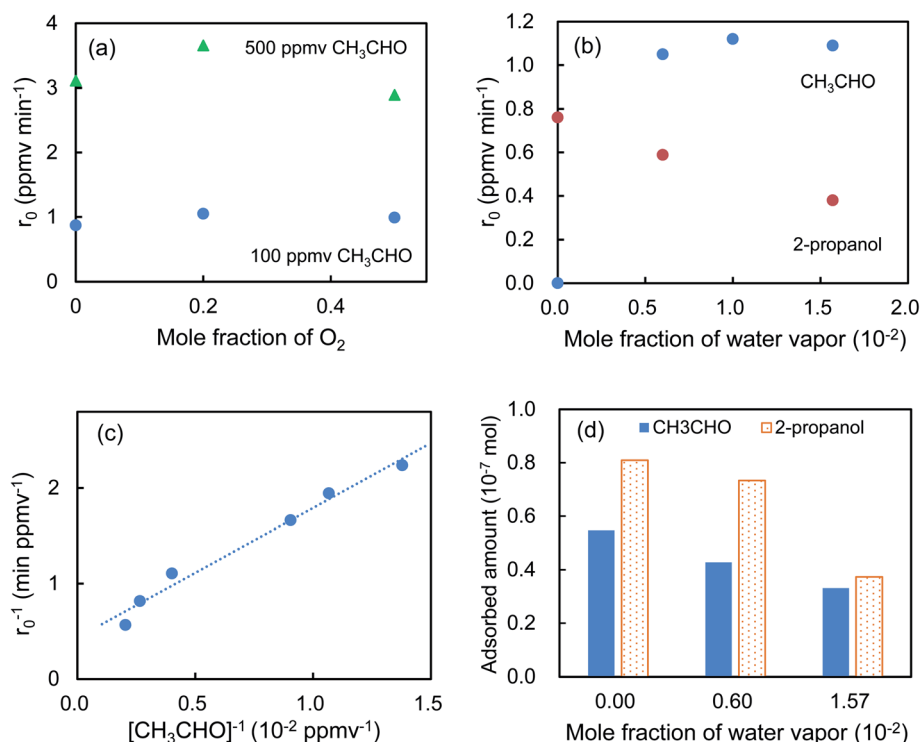 (a)
500 ppmv CH₃CHO
100 ppmv CH₃CHO
r₀ (ppmv min⁻¹)
4
3
2
1
0
0
0.2
0.4
Mole fraction of O₂
(b)
CH₃CHO
2-propanol
r₀ (ppmv min⁻¹)
1.2
1.0
0.8
0.6
0.4
0.2
0.0
0.0
0.5
1.0
1.5
2.0
Mole fraction of water vapor (10⁻²)
(c)
r₀⁻¹ (min ppmv⁻¹)
2
1
0
0.0
0.5
1.0
1.5
[CH₃CHO]⁻¹ (10⁻² ppmv⁻¹)
(d)
CH3CHO
2-propanol
Adsorbed amount (10⁻⁷ mol)
1.0
0.8
0.6
0.4
0.2
0.0
0.00
0.60
1.57
Mole fraction of water vapor (10⁻²)